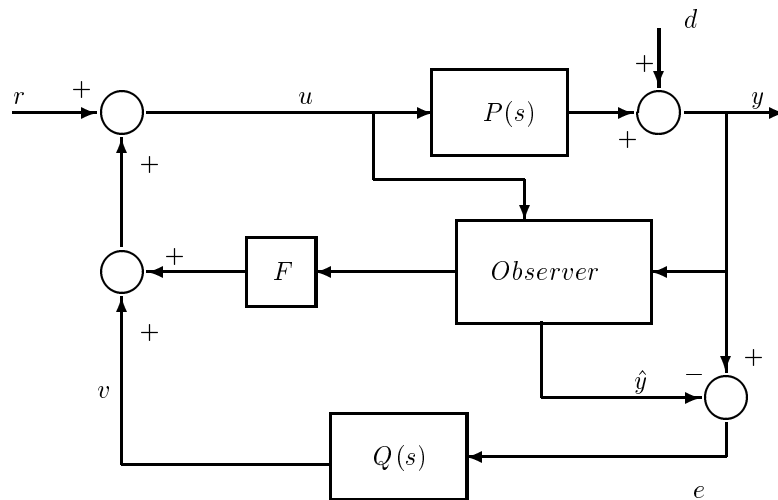 d
+
+
r
u
P(s)
y
+
+
+
F
Observer
+
+
v
ŷ
−
Q(s)
e